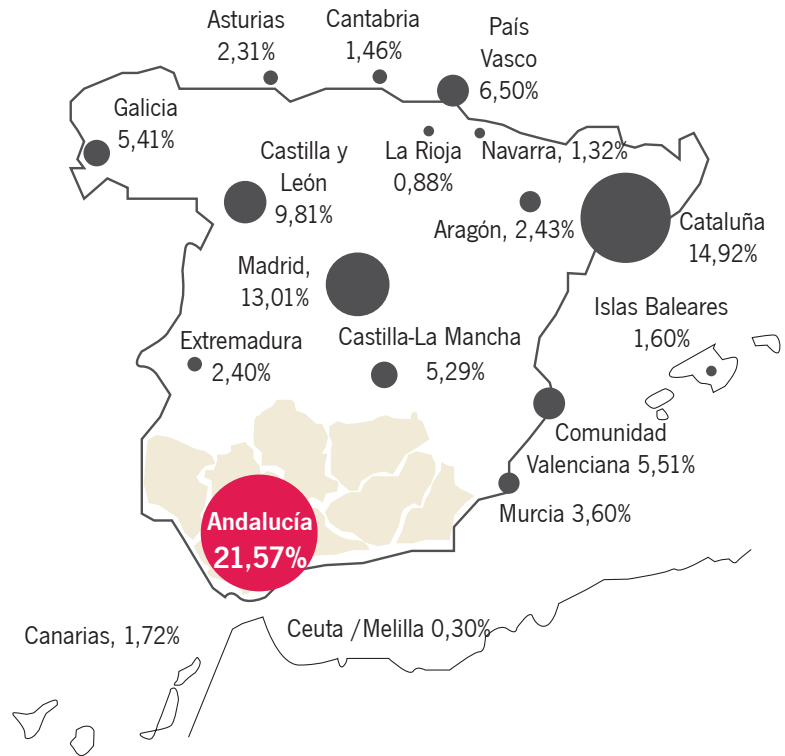 Asturias
2,31%
Cantabria
1,46%
País
Vasco
6,50%
Galicia
5,41%
Castilla y
León
9,81%
La Rioja
0,88%
Navarra, 1,32%
Aragón, 2,43%
Cataluña
14,92%
Madrid,
13,01%
Islas Baleares
1,60%
Extremadura
2,40%
Castilla-La Mancha
5,29%
Comunidad
Valenciana 5,51%
Murcia 3,60%
Andalucía
21,57%
Canarias, 1,72%
Ceuta /Melilla 0,30%